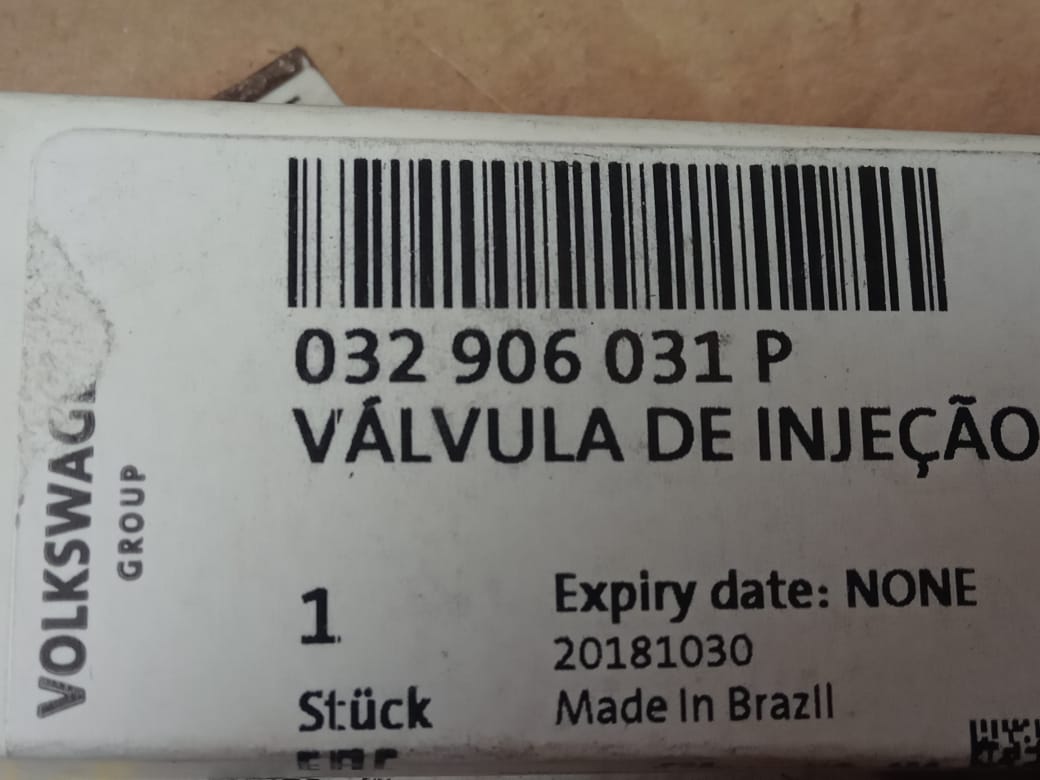 032 906 031 P
VÁLVULA DE INJEÇÃO
1
Stück
Expiry date: NONE
20181030
Made In Brazil
VOLKSWAG
GROUP